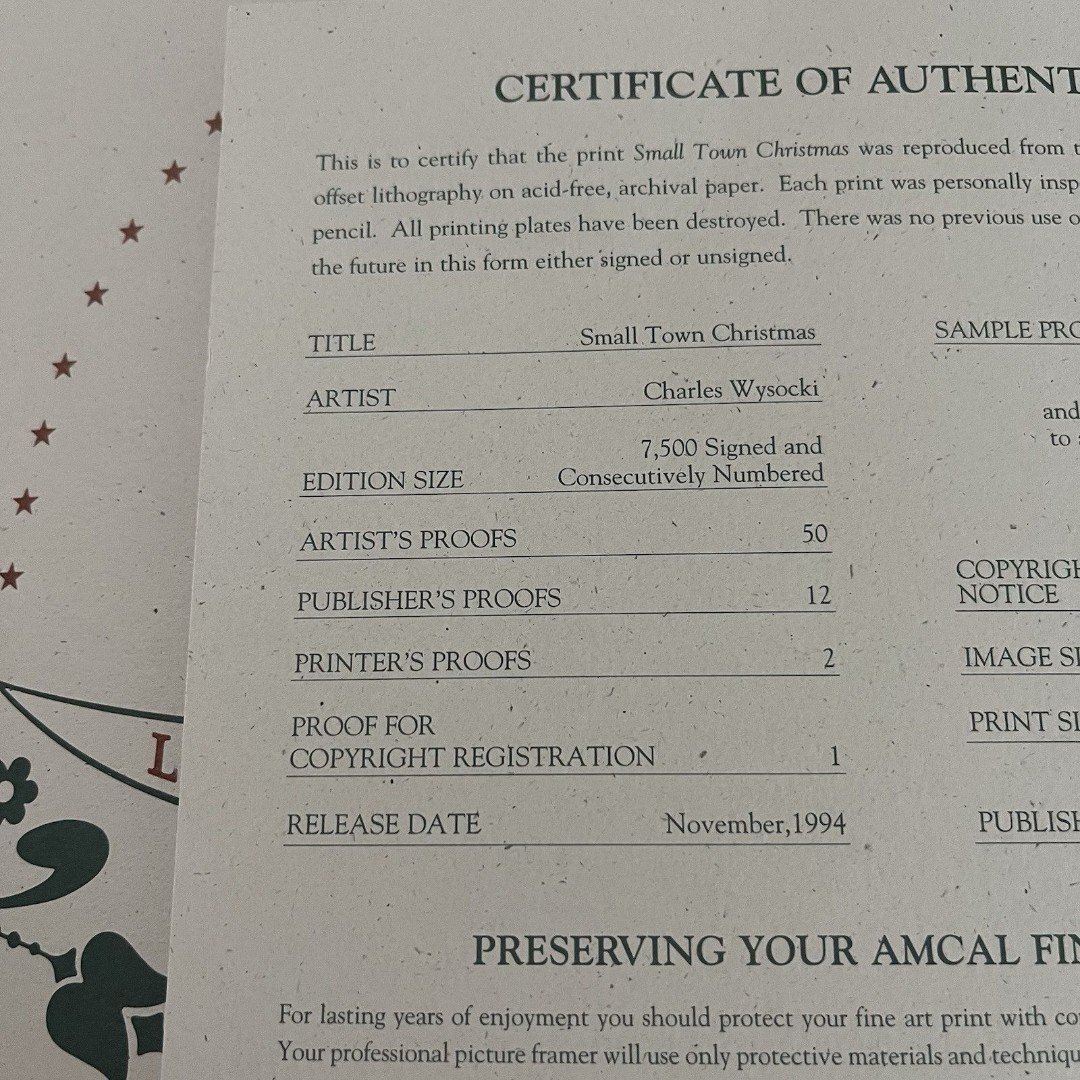 CERTIFICATE OF AUTHENT
This is to certify that the print Small Town Christmas was reproduced from t
offset lithography on acid-free, archival paper. Each print was personally insp
pencil. All printing plates have been destroyed. There was no previous use o
the future in this form either signed or unsigned.
TITLE Small Town Christmas
ARTIST Charles Wysocki
EDITION SIZE 7,500 Signed and
Consecutively Numbered
ARTIST'S PROOFS 50
PUBLISHER'S PROOFS 12
PRINTER'S PROOFS 2
PROOF FOR
COPYRIGHT REGISTRATION 1
RELEASE DATE November,1994
SAMPLE PRO
and
to
COPYRIGH
NOTICE
IMAGE SI
PRINT SI
PUBLISH
PRESERVING YOUR AMCAL FIN
For lasting years of enjoyment you should protect your fine art print with co
Your professional picture framer will use only protective materials and techniqu
L